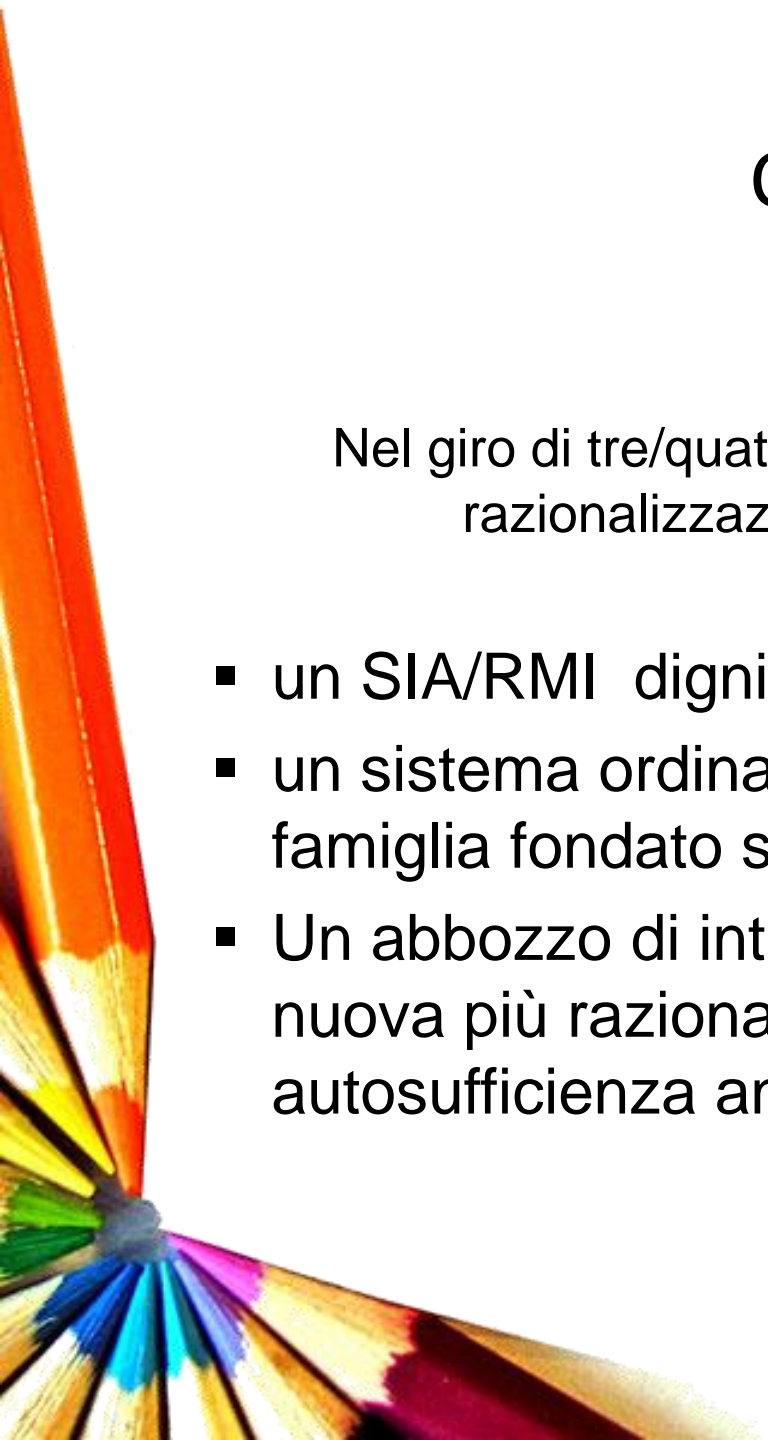 Nel giro di tre/quat
razionalizzaz
▪ un SIA/RMI digni
▪ un sistema ordina
famiglia fondato s
▪ Un abbozzo di int
nuova più raziona
autosufficienza an